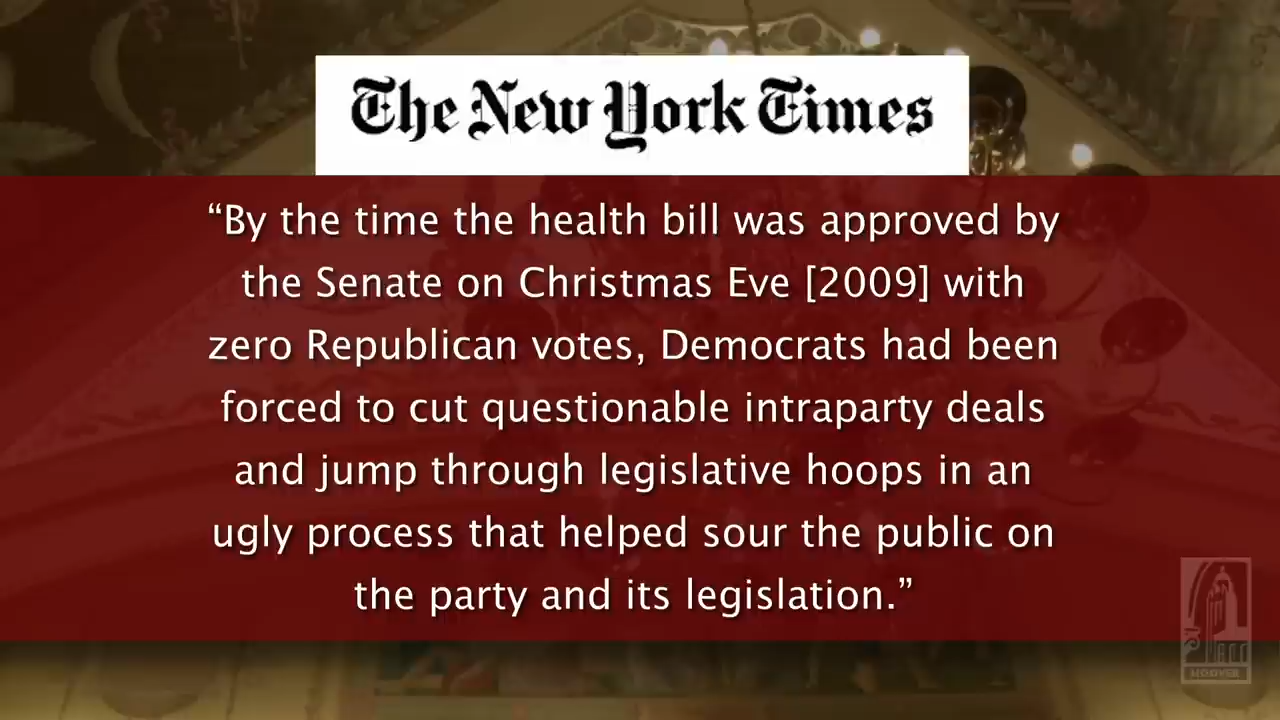 The New York Times
“By the time the health bill was approved by
the Senate on Christmas Eve [2009] with
zero Republican votes, Democrats had been
forced to cut questionable intraparty deals
and jump through legislative hoops in an
ugly process that helped sour the public on
the party and its legislation.”
HOOVER